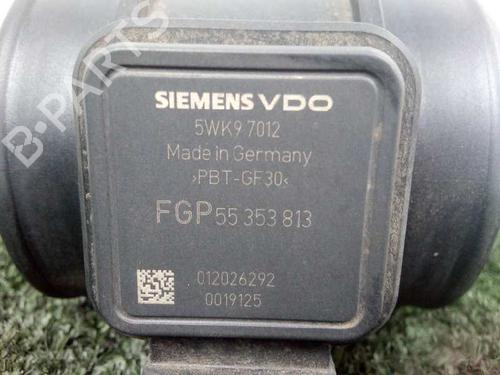 B-PARTS
SIEMENS VDO
5WK9 7012
Made in Germany
>PBT-GF30<
FGP 55 353 813
012026292
0019125